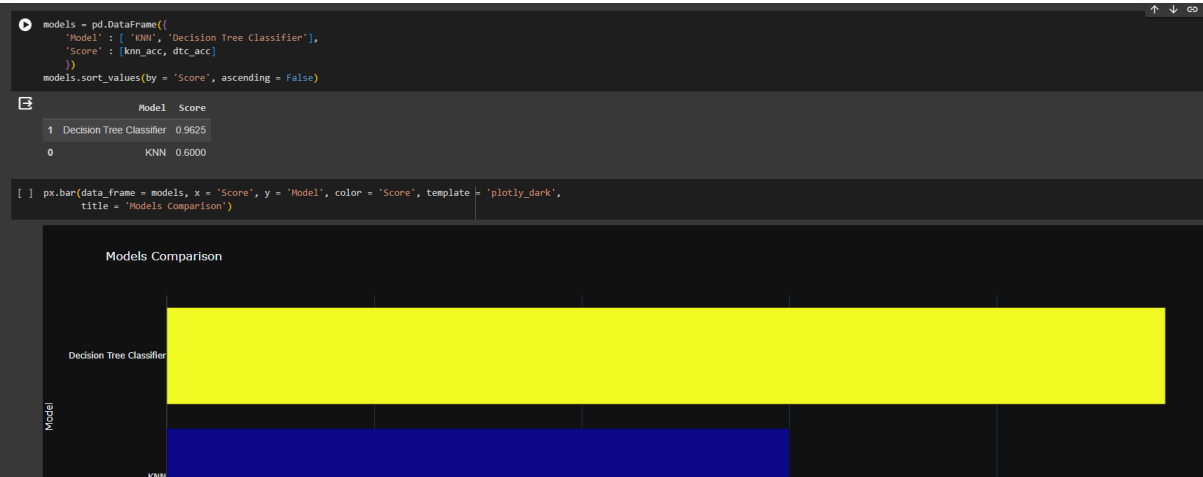 models = pd.DataFrame({
'Model' : [ 'KNN', 'Decision Tree Classifier'],
'Score' : [knn_acc, dtc_acc]
})
models.sort_values(by = 'Score', ascending = False)
Model Score
1 Decision Tree Classifier 0.9625
0 KNN 0.6000
[ ] px.bar(data_frame = models, x = 'Score', y = 'Model', color = 'Score', template = 'plotly_dark',
title = 'Models Comparison')
Models Comparison
Decision Tree Classifier
Model
KNN